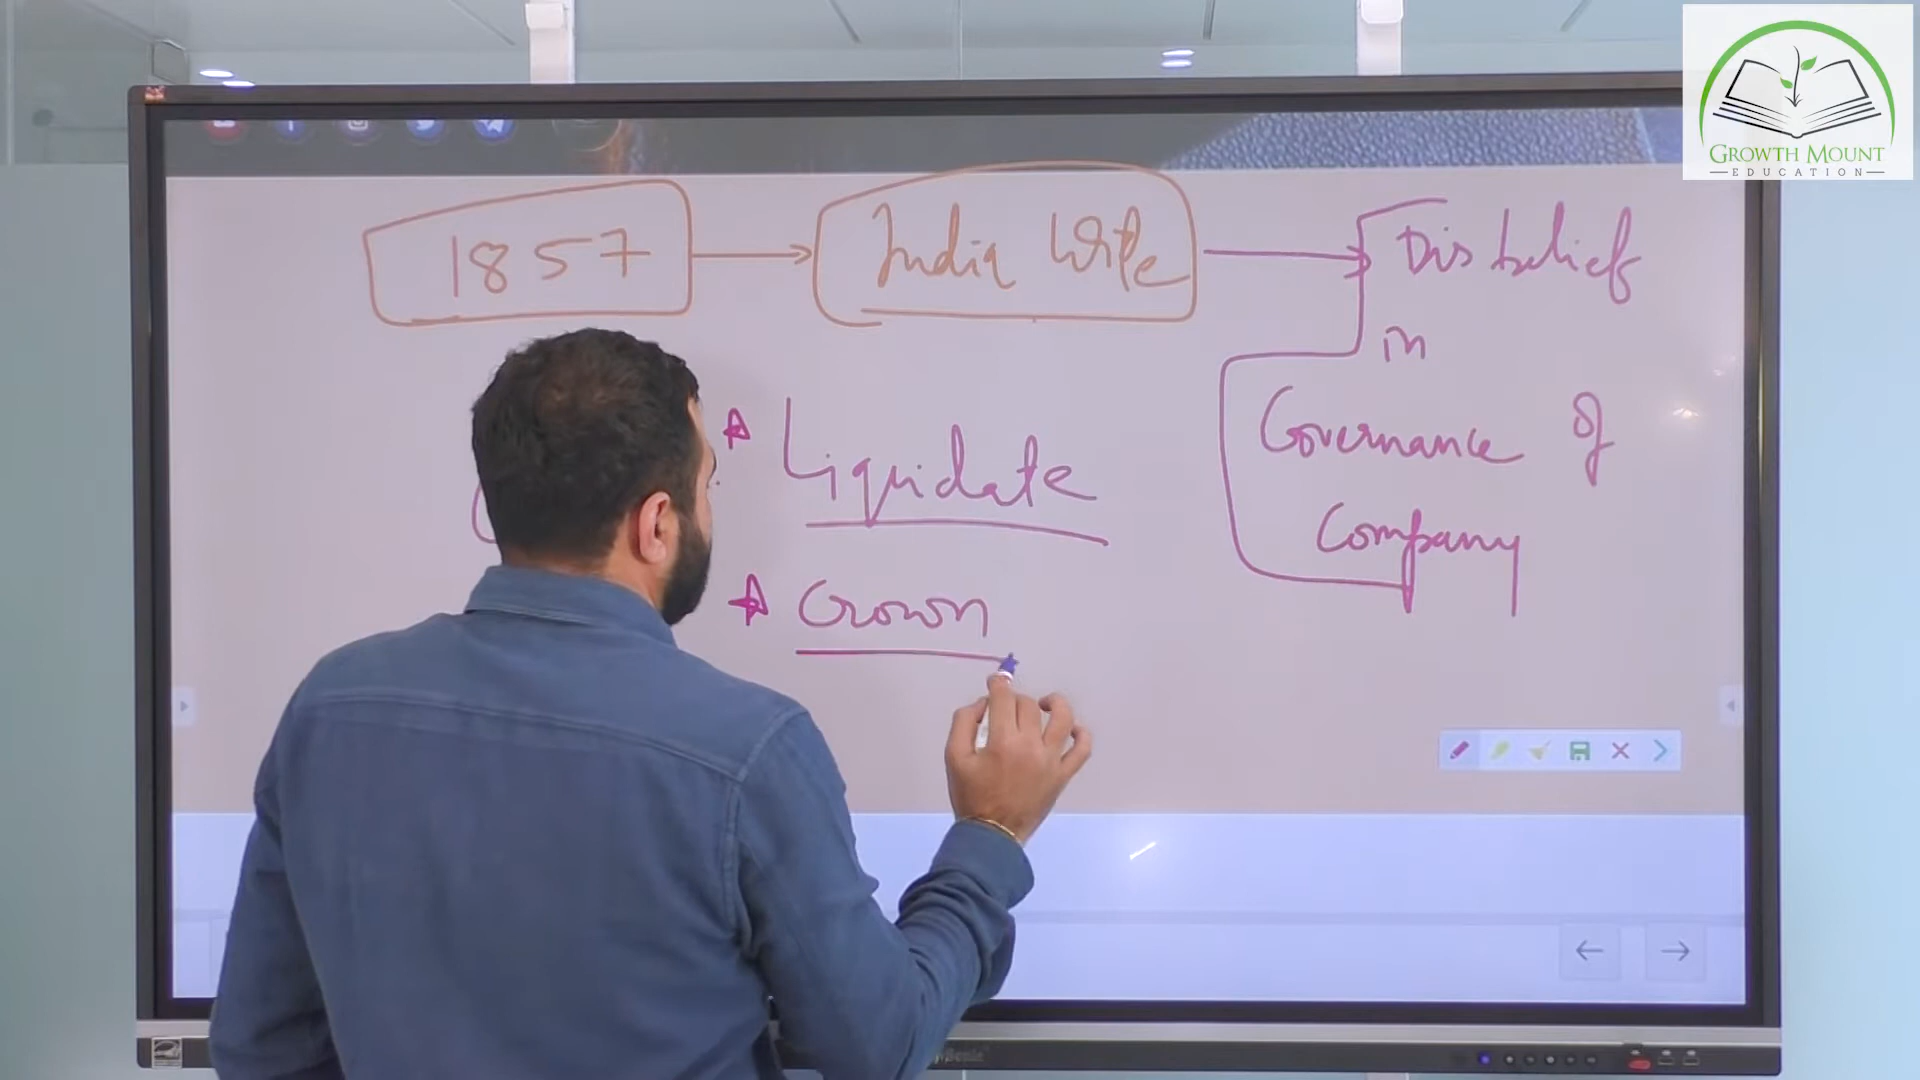 GROWTH MOUNT
EDUCATION
1857
India Wide
Disbelief
in
Governance of
Company
Liquidate
Crown